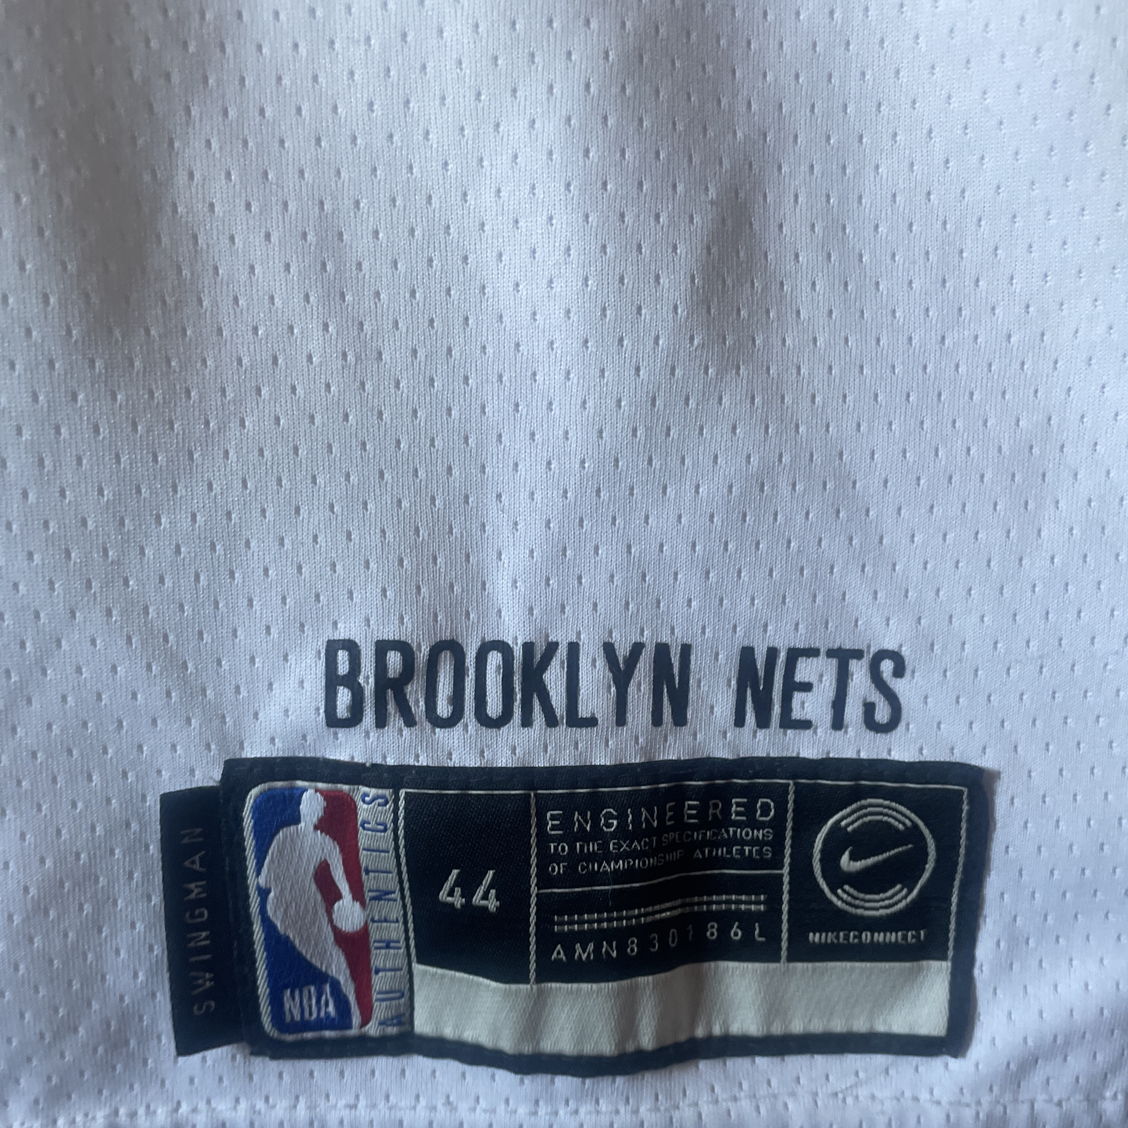 BROOKLYN NETS
SWINGMAN
NBA
AUTHENTICS
44
ENGINEERED
TO THE EXACT SPECIFICATIONS
OF CHAMPIONSHIP ATHLETES
AMN830186L
NIKECONNECT